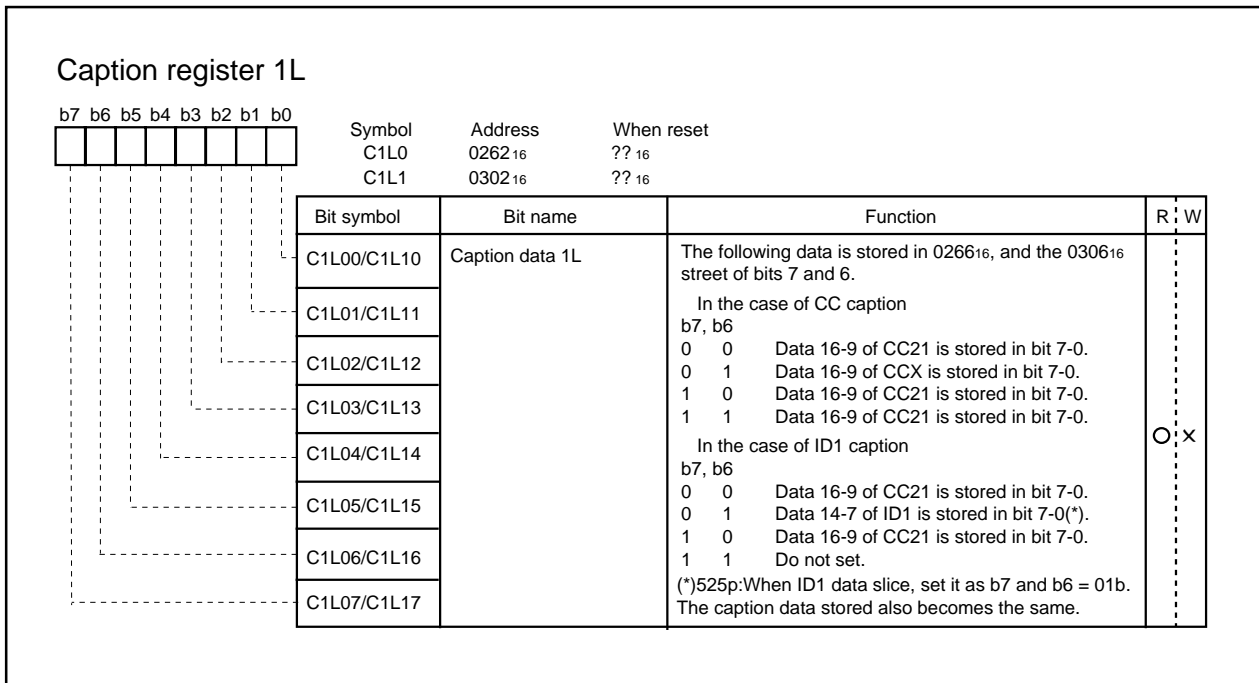 Caption register 1L
b7 b6 b5 b4 b3 b2 b1 b0
Symbol Address When reset
C1L0 026216 ??16
C1L1 030216 ??16
Bit symbol Bit name Function R W
C1L00/C1L10 Caption data 1L The following data is stored in 026616, and the 030616
street of bits 7 and 6.
In the case of CC caption
C1L01/C1L11
b7, b6
0 0 Data 16-9 of CC21 is stored in bit 7-0.
C1L02/C1L12
0 1 Data 16-9 of CCX is stored in bit 7-0.
1 0 Data 16-9 of CC21 is stored in bit 7-0.
C1L03/C1L13
1 1 Data 16-9 of CC21 is stored in bit 7-0.
O X
In the case of ID1 caption
C1L04/C1L14
b7, b6
0 0 Data 16-9 of CC21 is stored in bit 7-0.
C1L05/C1L15
0 1 Data 14-7 of ID1 is stored in bit 7-0(*).
1 0 Data 16-9 of CC21 is stored in bit 7-0.
C1L06/C1L16
1 1 Do not set.
(*)525p:When ID1 data slice, set it as b7 and b6 = 01b.
C1L07/C1L17
The caption data stored also becomes the same.